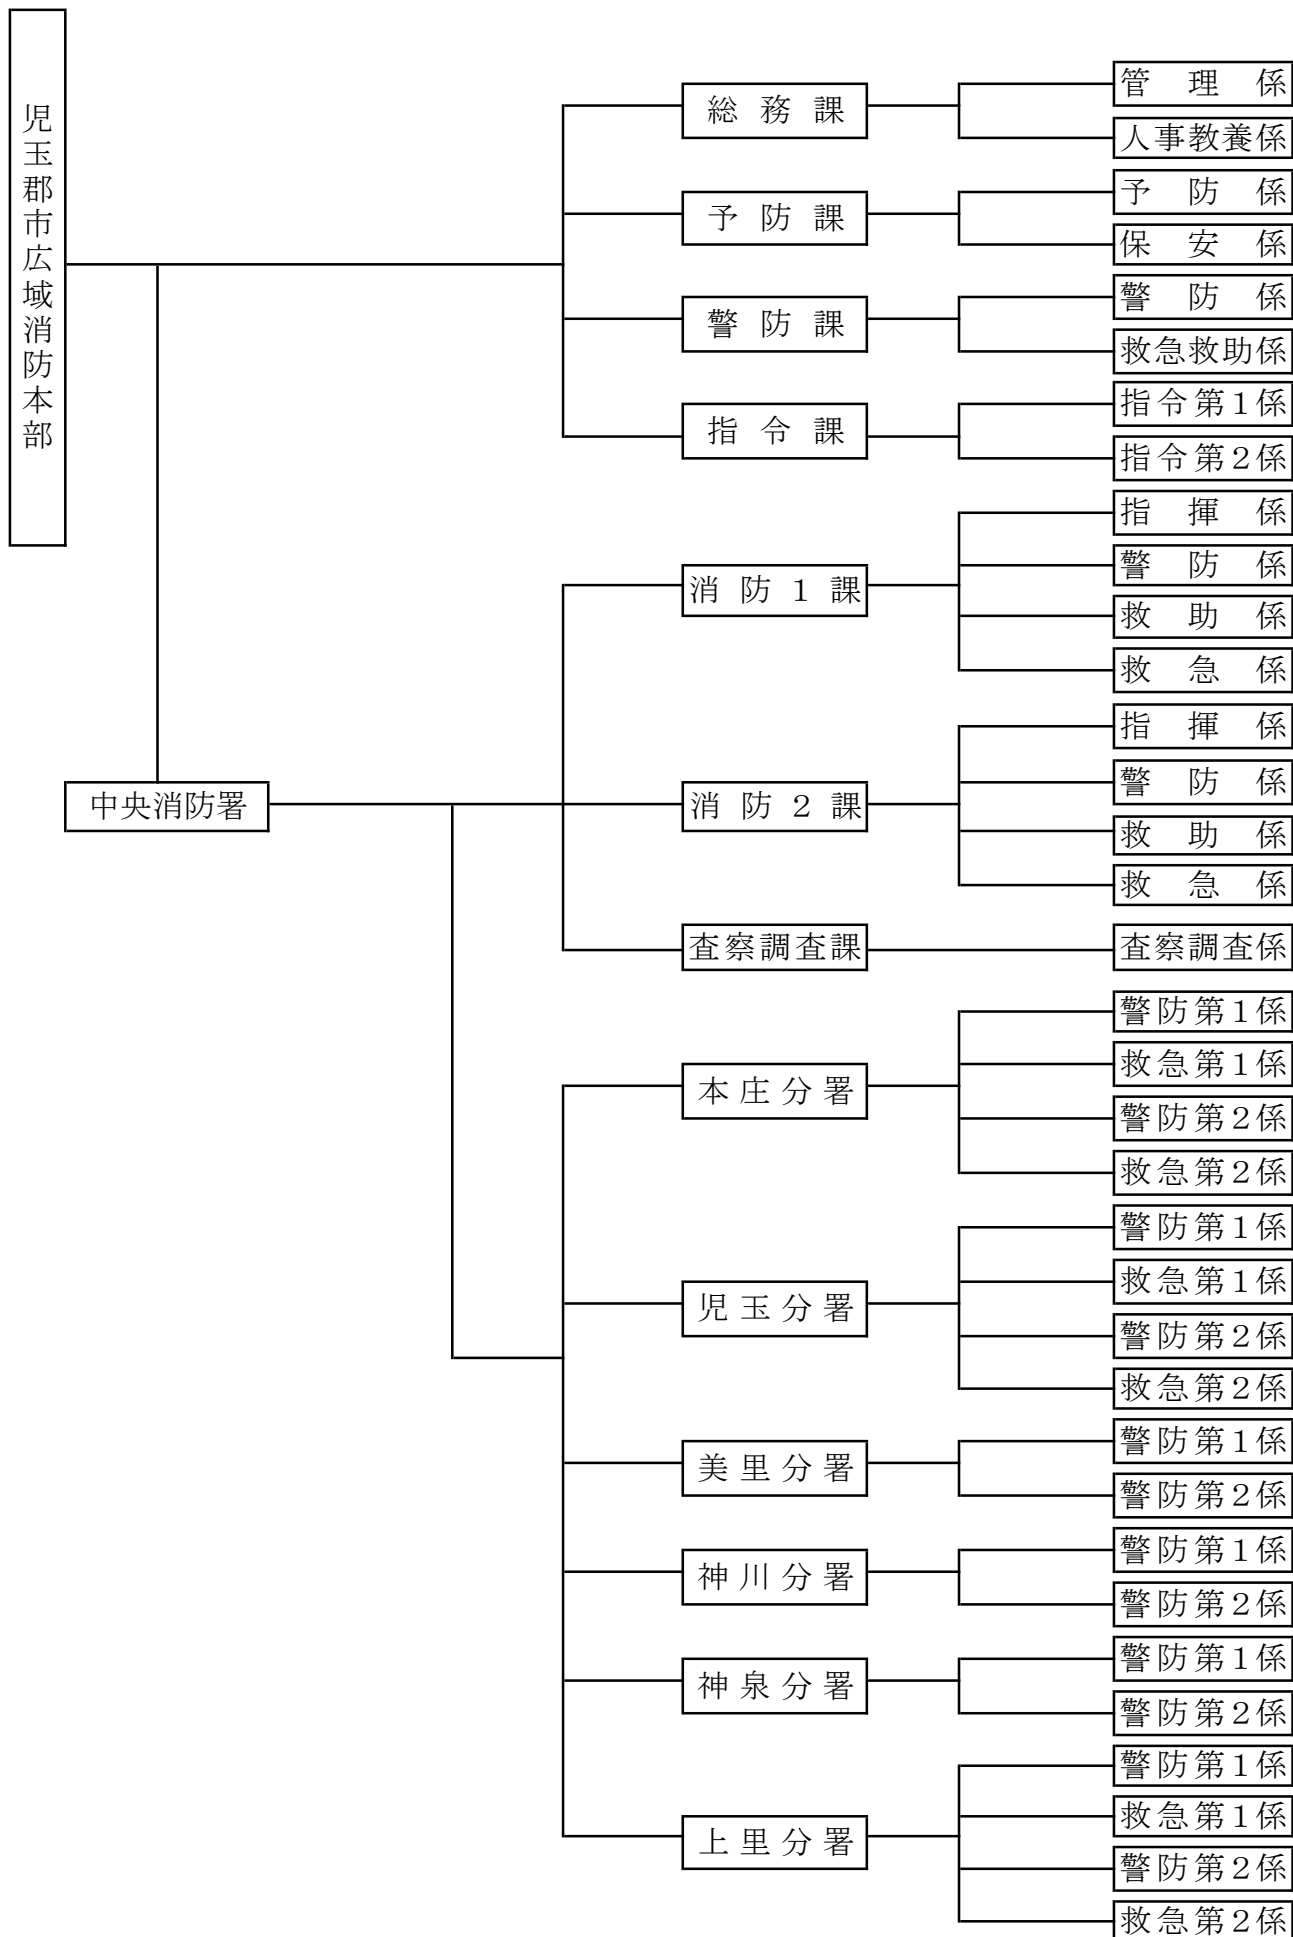 児玉郡市広域消防本部
総務課
管理係
人事教養係
予防課
予防係
保安係
警防課
警防係
救急救助係
指令課
指令第1係
指令第2係
中央消防署
消防1課
指揮係
警防係
救助係
救急係
消防2課
指揮係
警防係
救助係
救急係
査察調査課
査察調査係
本庄分署
警防第1係
救急第1係
警防第2係
救急第2係
児玉分署
警防第1係
救急第1係
警防第2係
救急第2係
美里分署
警防第1係
警防第2係
神川分署
警防第1係
警防第2係
神泉分署
警防第1係
警防第2係
上里分署
警防第1係
救急第1係
警防第2係
救急第2係